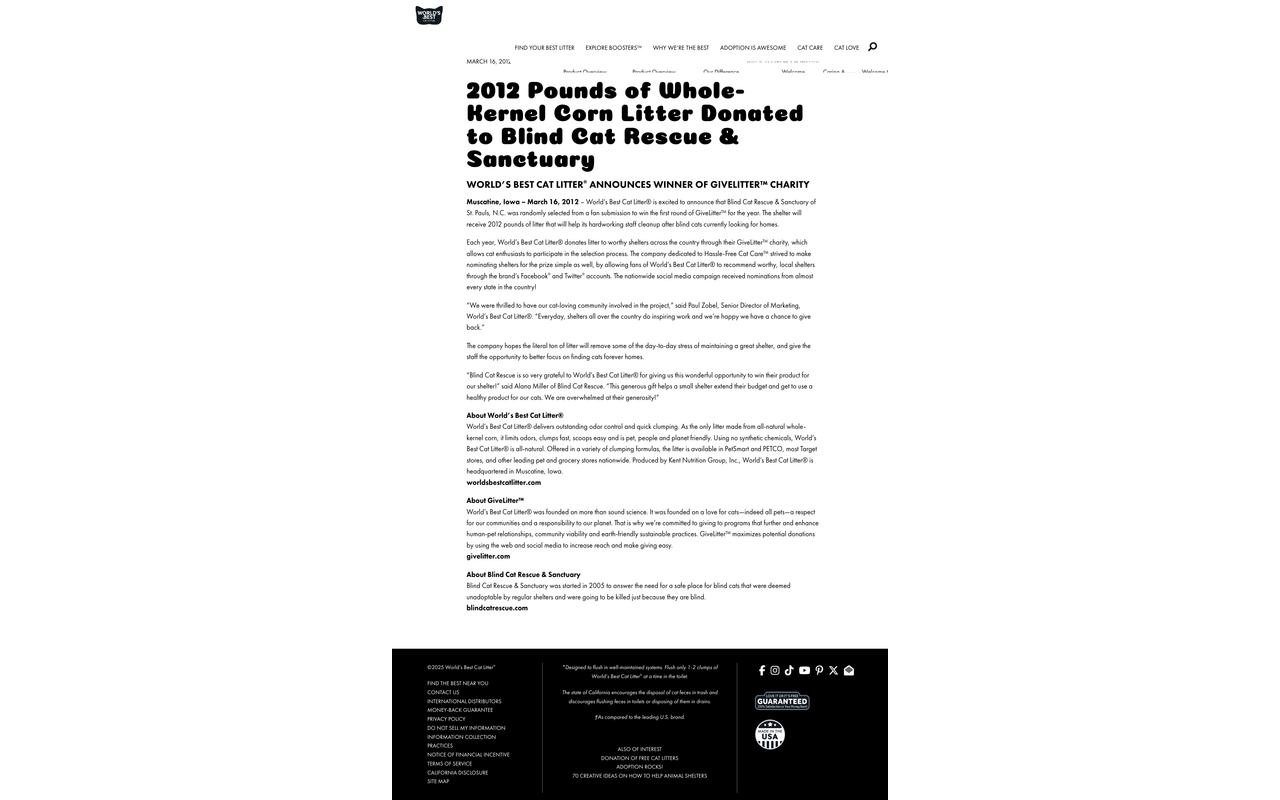 WORLD'S
BEST
FIND YOUR BEST LITTER EXPLORE BOOSTERS™ WHY WE'RE THE BEST ADOPTION IS AWESOME CAT CARE CAT LOVE
MARCH 16, 2012
Product Overview Product Overview Our Difference Welcome Caring &
2012 Pounds of Whole-
Kernel Corn Litter Donated
to Blind Cat Rescue &
Sanctuary
WORLD'S BEST CAT LITTER® ANNOUNCES WINNER OF GIVELITTER™ CHARITY
Muscatine, Iowa – March 16, 2012 – World's Best Cat Litter® is excited to announce that Blind Cat Rescue & Sanctuary of
St. Pauls, N.C. was randomly selected from a fan submission to win the first round of GiveLitter™ for the year. The shelter will
receive 2012 pounds of litter that will help its hardworking staff cleanup after blind cats currently looking for homes.
Each year, World's Best Cat Litter® donates litter to worthy shelters across the country through their GiveLitter™ charity, which
allows cat enthusiasts to participate in the selection process. The company dedicated to Hassle-Free Cat Care™ strived to make
nominating shelters for the prize simple as well, by allowing fans of World's Best Cat Litter® to recommend worthy, local shelters
through the brand's Facebook® and Twitter® accounts. The nationwide social media campaign received nominations from almost
every state in the country!
"We were thrilled to have our cat-loving community involved in the project," said Paul Zobel, Senior Director of Marketing,
World's Best Cat Litter®. "Everyday, shelters all over the country do inspiring work and we're happy we have a chance to give
back."
The company hopes the literal ton of litter will remove some of the day-to-day stress of maintaining a great shelter, and give the
staff the opportunity to better focus on finding cats forever homes.
"Blind Cat Rescue is so very grateful to World's Best Cat Litter® for giving us this wonderful opportunity to win their product for
our shelter!" said Alana Miller of Blind Cat Rescue. "This generous gift helps a small shelter extend their budget and get to use a
healthy product for our cats. We are overwhelmed at their generosity!"
About World's Best Cat Litter®
World's Best Cat Litter® delivers outstanding odor control and quick clumping. As the only litter made from all-natural whole-
kernel corn, it limits odors, clumps fast, scoops easy and is pet, people and planet friendly. Using no synthetic chemicals, World's
Best Cat Litter® is all-natural. Offered in a variety of clumping formulas, the litter is available in PetSmart and PETCO, most Target
stores, and other leading pet and grocery stores nationwide. Produced by Kent Nutrition Group, Inc., World's Best Cat Litter® is
headquartered in Muscatine, Iowa.
worldsbestcatlitter.com
About GiveLitter™
World's Best Cat Litter® was founded on more than sound science. It was founded on a love for cats—indeed all pets—a respect
for our communities and a responsibility to our planet. That is why we're committed to giving to programs that further and enhance
human-pet relationships, community viability and earth-friendly sustainable practices. GiveLitter™ maximizes potential donations
by using the web and social media to increase reach and make giving easy.
givelitter.com
About Blind Cat Rescue & Sanctuary
Blind Cat Rescue & Sanctuary was started in 2005 to answer the need for a safe place for blind cats that were deemed
unadoptable by regular shelters and were going to be killed just because they are blind.
blindcatrescue.com
©2025 World's Best Cat Litter®
FIND THE BEST NEAR YOU
CONTACT US
INTERNATIONAL DISTRIBUTORS
MONEY-BACK GUARANTEE
PRIVACY POLICY
DO NOT SELL MY INFORMATION
INFORMATION COLLECTION
PRACTICES
NOTICE OF FINANCIAL INCENTIVE
TERMS OF SERVICE
CALIFORNIA DISCLOSURE
SITE MAP
*Designed to flush in well-maintained systems. Flush only 1-2 clumps of
World's Best Cat Litter® at a time in the toilet.
The state of California encourages the disposal of cat feces in trash and
discourages flushing feces in toilets or disposing of them in drains.
†As compared to the leading U.S. brand.
ALSO OF INTEREST
DONATION OF FREE CAT LITTERS
ADOPTION ROCKS!
70 CREATIVE IDEAS ON HOW TO HELP ANIMAL SHELTERS
LOVE IT OR IT'S FREE
GUARANTEED
MADE IN THE
USA